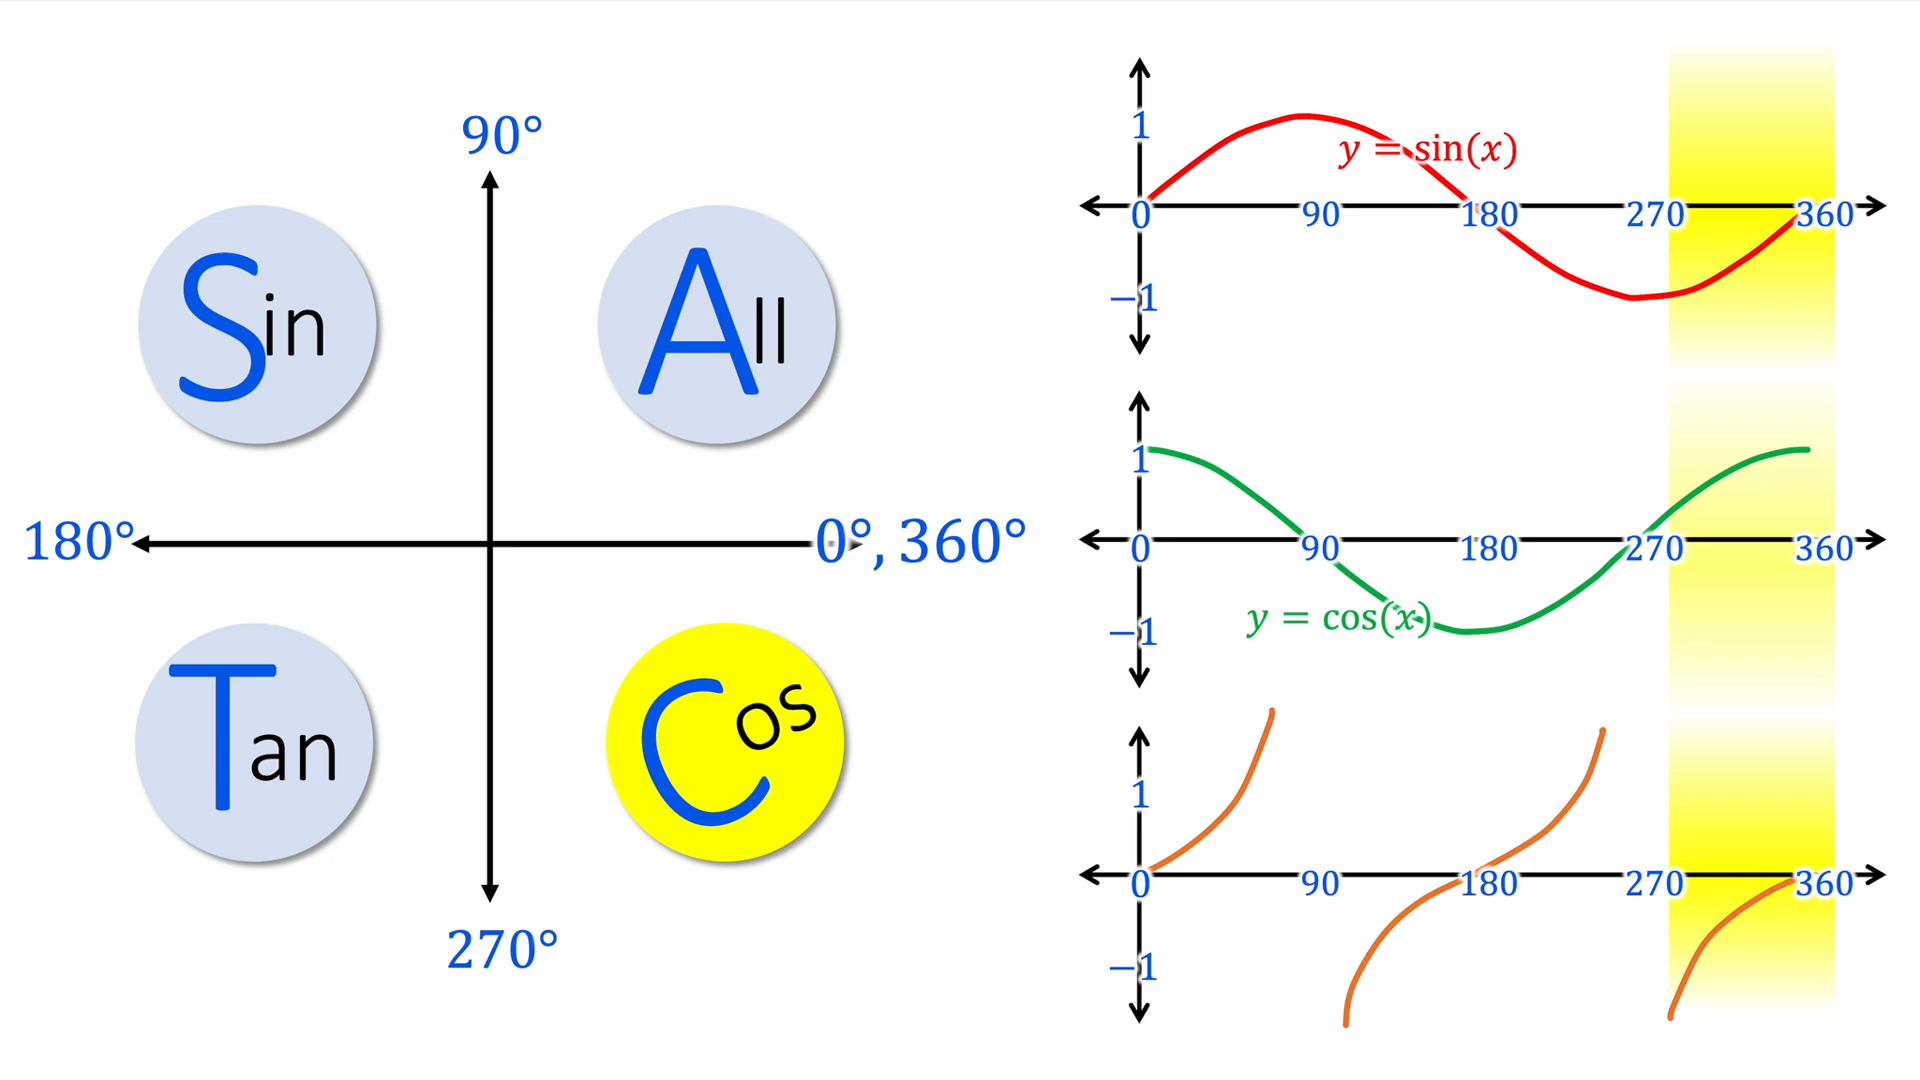 90°
Sin
All
180°
0°, 360°
Tan
Cos
270°
1
y = sin(x)
0 90 180 270 360
−1
1
0 90 180 270 360
y = cos(x)
−1
1
0 90 180 270 360
−1